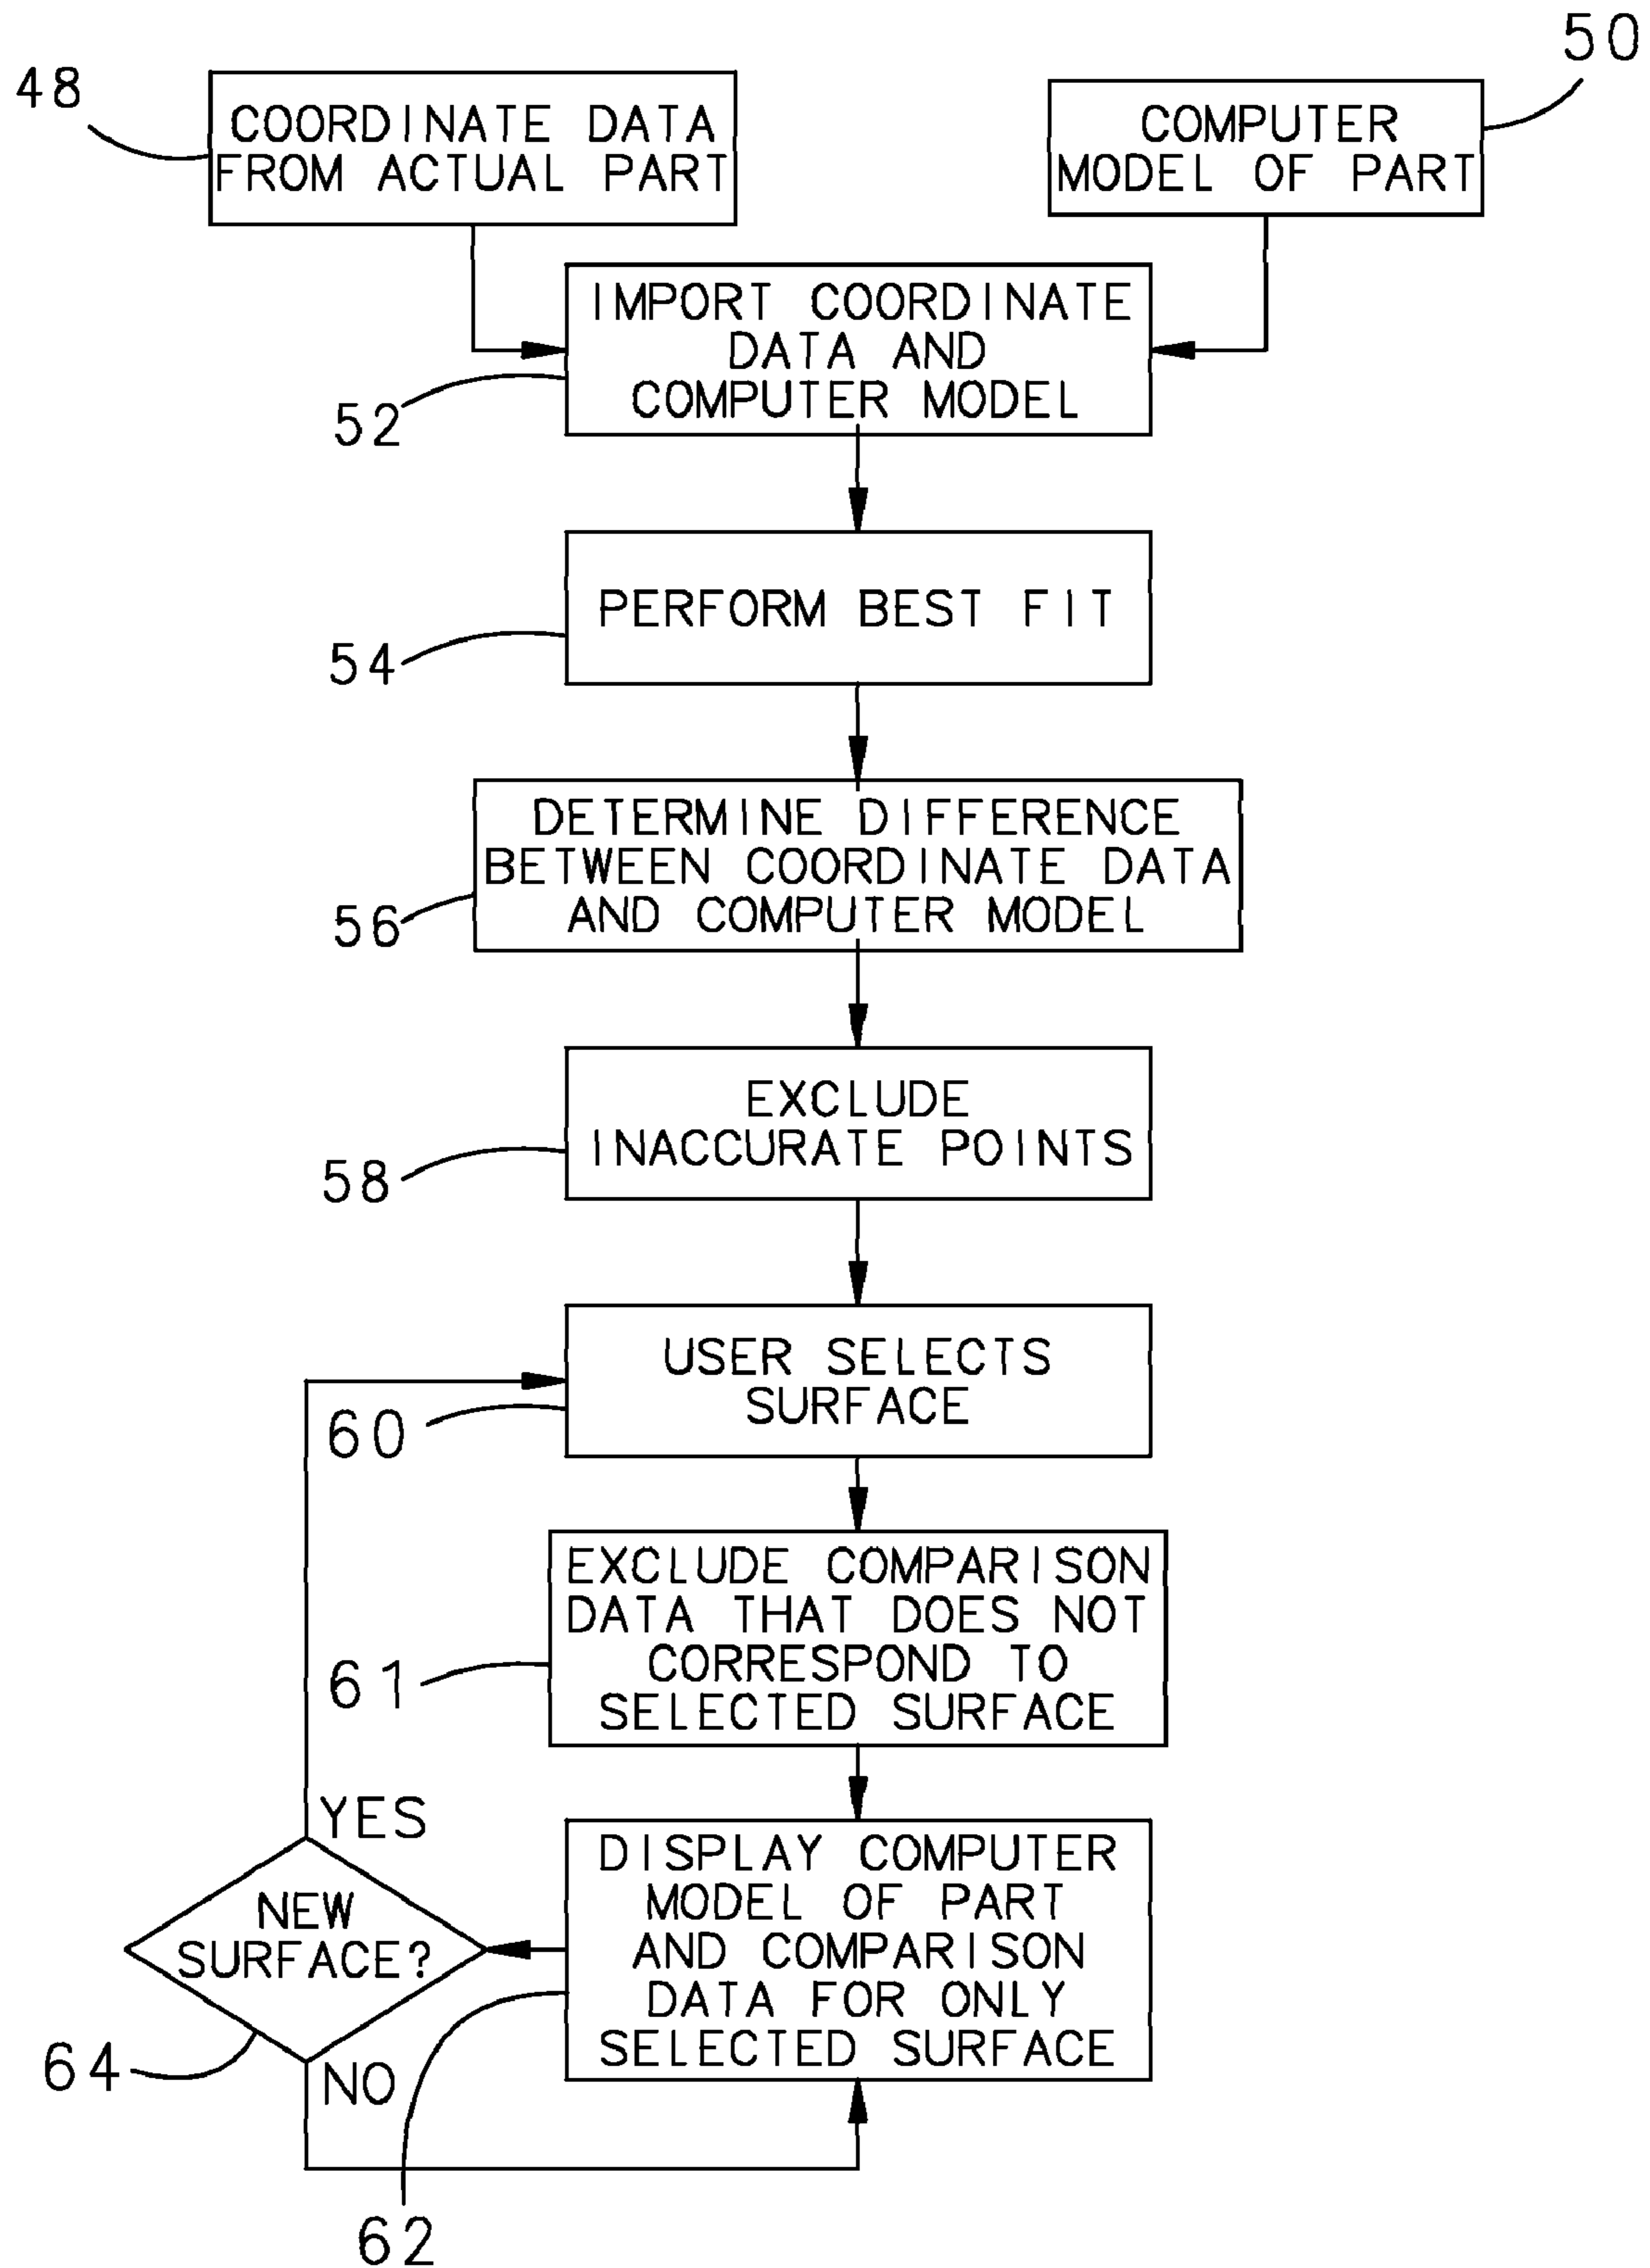 50
48
COORDINATE DATA
FROM ACTUAL PART
COMPUTER
MODEL OF PART
IMPORT COORDINATE
DATA AND
COMPUTER MODEL
52
PERFORM BEST FIT
54
DETERMINE DIFFERENCE
BETWEEN COORDINATE DATA
AND COMPUTER MODEL
56
EXCLUDE
INACCURATE POINTS
58
USER SELECTS
SURFACE
60
EXCLUDE COMPARISON
DATA THAT DOES NOT
CORRESPOND TO
SELECTED SURFACE
61
YES
NEW
SURFACE?
DISPLAY COMPUTER
MODEL OF PART
AND COMPARISON
DATA FOR ONLY
SELECTED SURFACE
64
NO
62